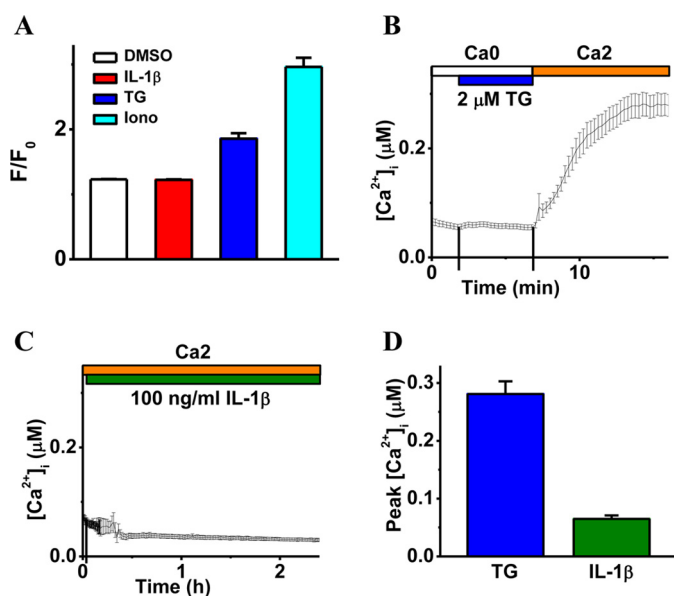 A
DMSO
IL-1β
TG
Iono
F/F0
2
0
B
Ca0 Ca2
2 μM TG
[Ca2+]i (μM)
0.2
0.0
10
Time (min)
C
Ca2
100 ng/ml IL-1β
[Ca2+]i (μM)
0.2
0.0
0 1 2
Time (h)
D
Peak [Ca2+]i (μM)
0.3
0.2
0.1
0.0
TG IL-1β